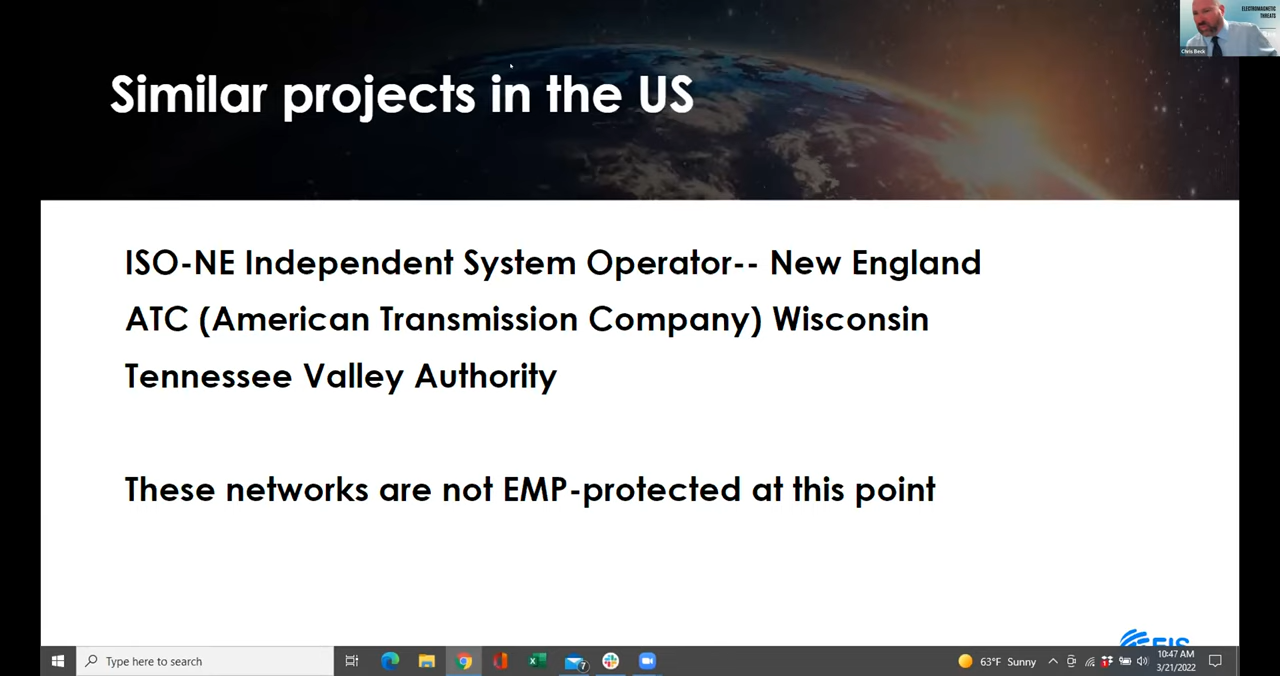 ELECTROMAGNETIC
THREATS
Chris Beck
Similar projects in the US
ISO-NE Independent System Operator-- New England
ATC (American Transmission Company) Wisconsin
Tennessee Valley Authority
These networks are not EMP-protected at this point
EIS
Type here to search
7
63°F Sunny
10:47 AM
3/21/2022